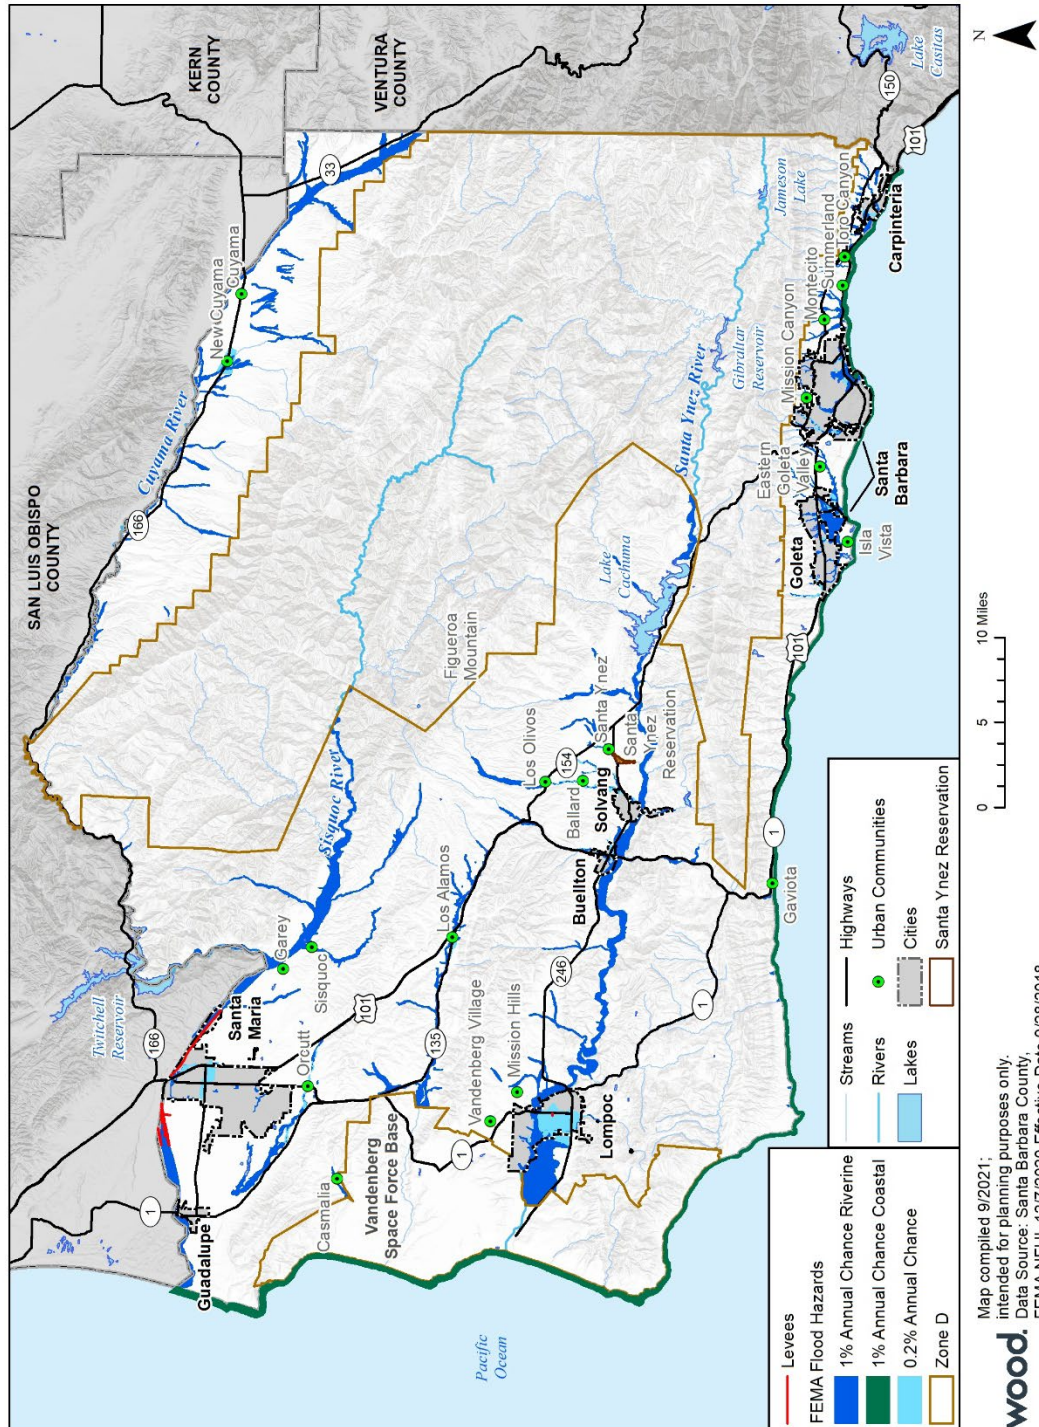 SAN LUIS OBISPO
COUNTY
KERN
COUNTY
VENTURA
COUNTY
166
Cuyama River
New Cuyama
Cuyama
33
Twitchell
Reservoir
166
Santa
Maria
Garey
Sisquoc
Sisquoc River
1
Guadalupe
Orcutt
101
Casmalia
Vandenberg
Space Force Base
135
Los Alamos
Figueroa
Mountain
1
Vandenberg Village
Mission Hills
Lompoc
246
Buellton
Los Olivos
154
Ballard
Solvang
Santa Ynez
Santa
Ynez
Reservation
Lake
Cachuma
Santa Ynez River
Gibraltar
Reservoir
Jameson
Lake
1
Gaviota
1
101
Goleta
Isla
Vista
Eastern
Goleta
Valley
Santa
Barbara
Mission Canyon
Montecito
Summerland
Toro Canyon
Carpinteria
150
101
Lake
Casitas
Pacific
Ocean
N
0 5 10 Miles
Levees
FEMA Flood Hazards
1% Annual Chance Riverine
1% Annual Chance Coastal
0.2% Annual Chance
Zone D
Streams
Rivers
Lakes
Highways
Urban Communities
Cities
Santa Ynez Reservation
wood.
Map compiled 9/2021;
intended for planning purposes only.
Data Source: Santa Barbara County,